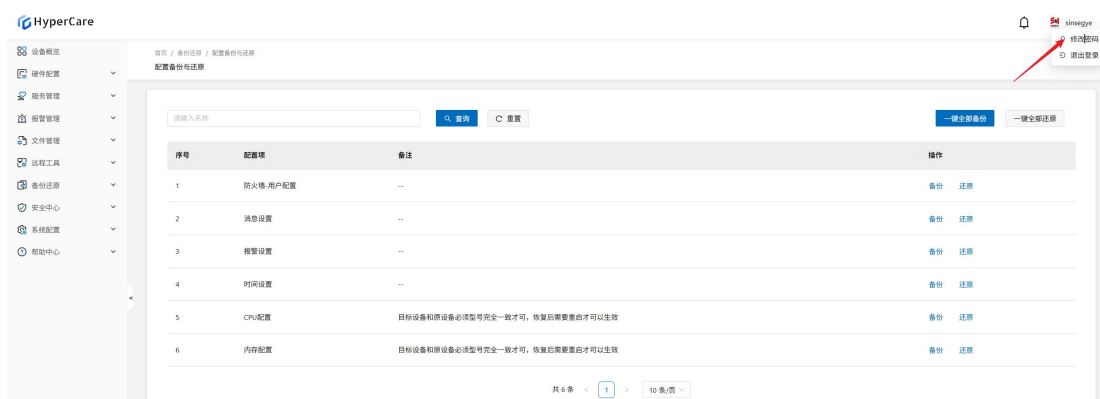 HyperCare
sinsegye
修改密码
退出登录
设备概览
硬件配置
服务管理
报警管理
文件管理
远程工具
备份还原
安全中心
系统配置
帮助中心
首页 / 备份还原 / 配置备份与还原
配置备份与还原
请输入名称 查询 重置 一键全部备份 一键全部还原
序号 配置项 备注 操作
1 防火墙-用户配置 -- 备份 还原
2 消息设置 -- 备份 还原
3 报警设置 -- 备份 还原
4 时间设置 -- 备份 还原
5 CPU配置 目标设备和原设备必须型号完全一致才可，恢复后需要重启才可以生效 备份 还原
6 内存配置 目标设备和原设备必须型号完全一致才可，恢复后需要重启才可以生效 备份 还原
共 6 条 < 1 > 10 条/页